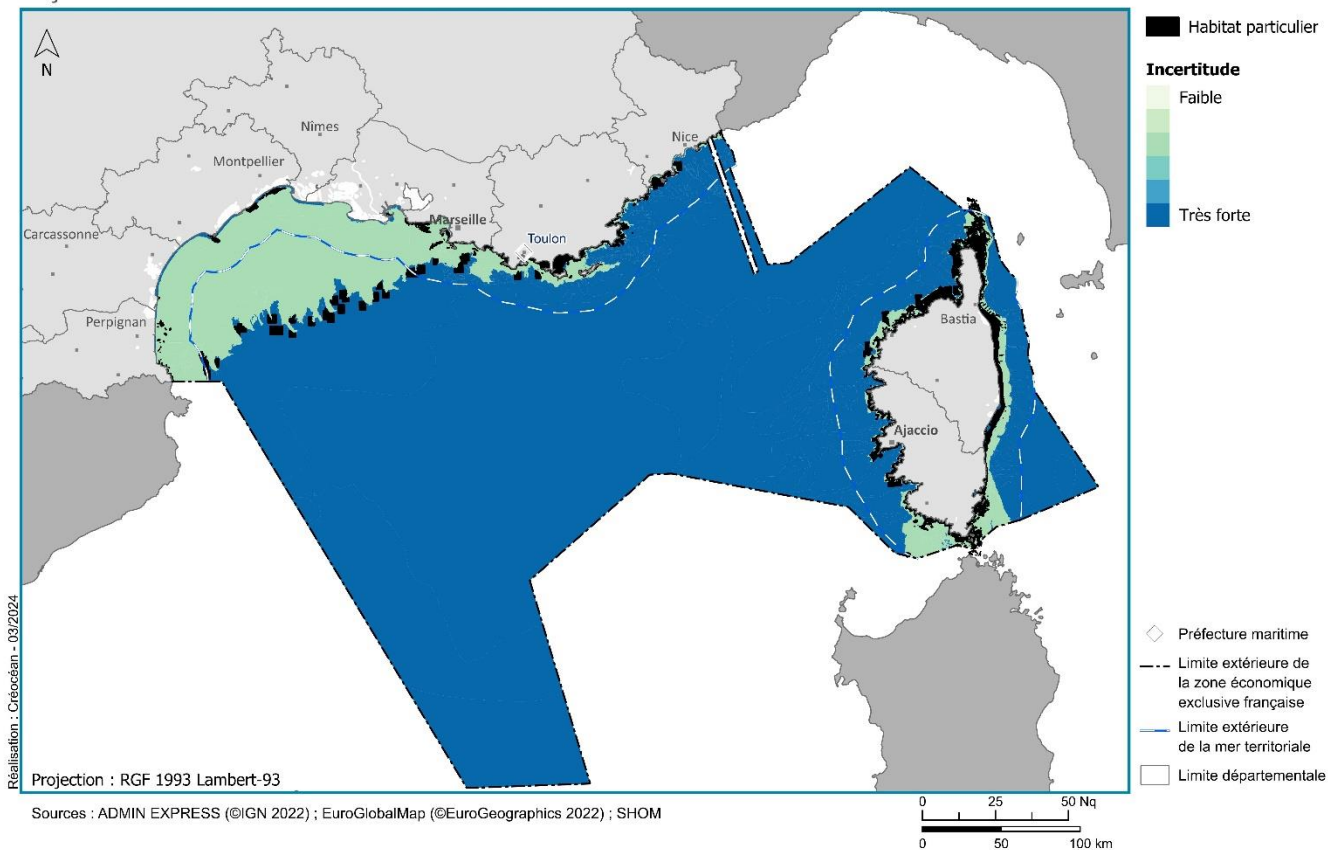 N
Nîmes
Montpellier
Nice
Carcassonne
Marseille
Toulon
Perpignan
Bastia
Ajaccio
Habitat particulier
Incertitude
Faible
Très forte
Préfecture maritime
Limite extérieure de
la zone économique
exclusive française
Limite extérieure
de la mer territoriale
Limite départementale
Réalisation : Créocéan - 03/2024
Projection : RGF 1993 Lambert-93
Sources : ADMIN EXPRESS (©IGN 2022) ; EuroGlobalMap (©EuroGeographics 2022) ; SHOM
0 25 50 Nq
0 50 100 km